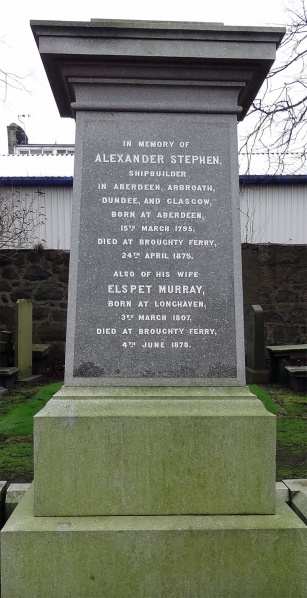 IN MEMORY OF
ALEXANDER STEPHEN,
SHIPBUILDER
IN ABERDEEN, ARBROATH,
DUNDEE, AND GLASGOW,
BORN AT ABERDEEN,
15TH MARCH 1795,
DIED AT BROUGHTY FERRY,
24TH APRIL 1875.
ALSO OF HIS WIFE
ELSPET MURRAY,
BORN AT LONGHAVEN,
3RD MARCH 1807,
DIED AT BROUGHTY FERRY,
4TH JUNE 1878.